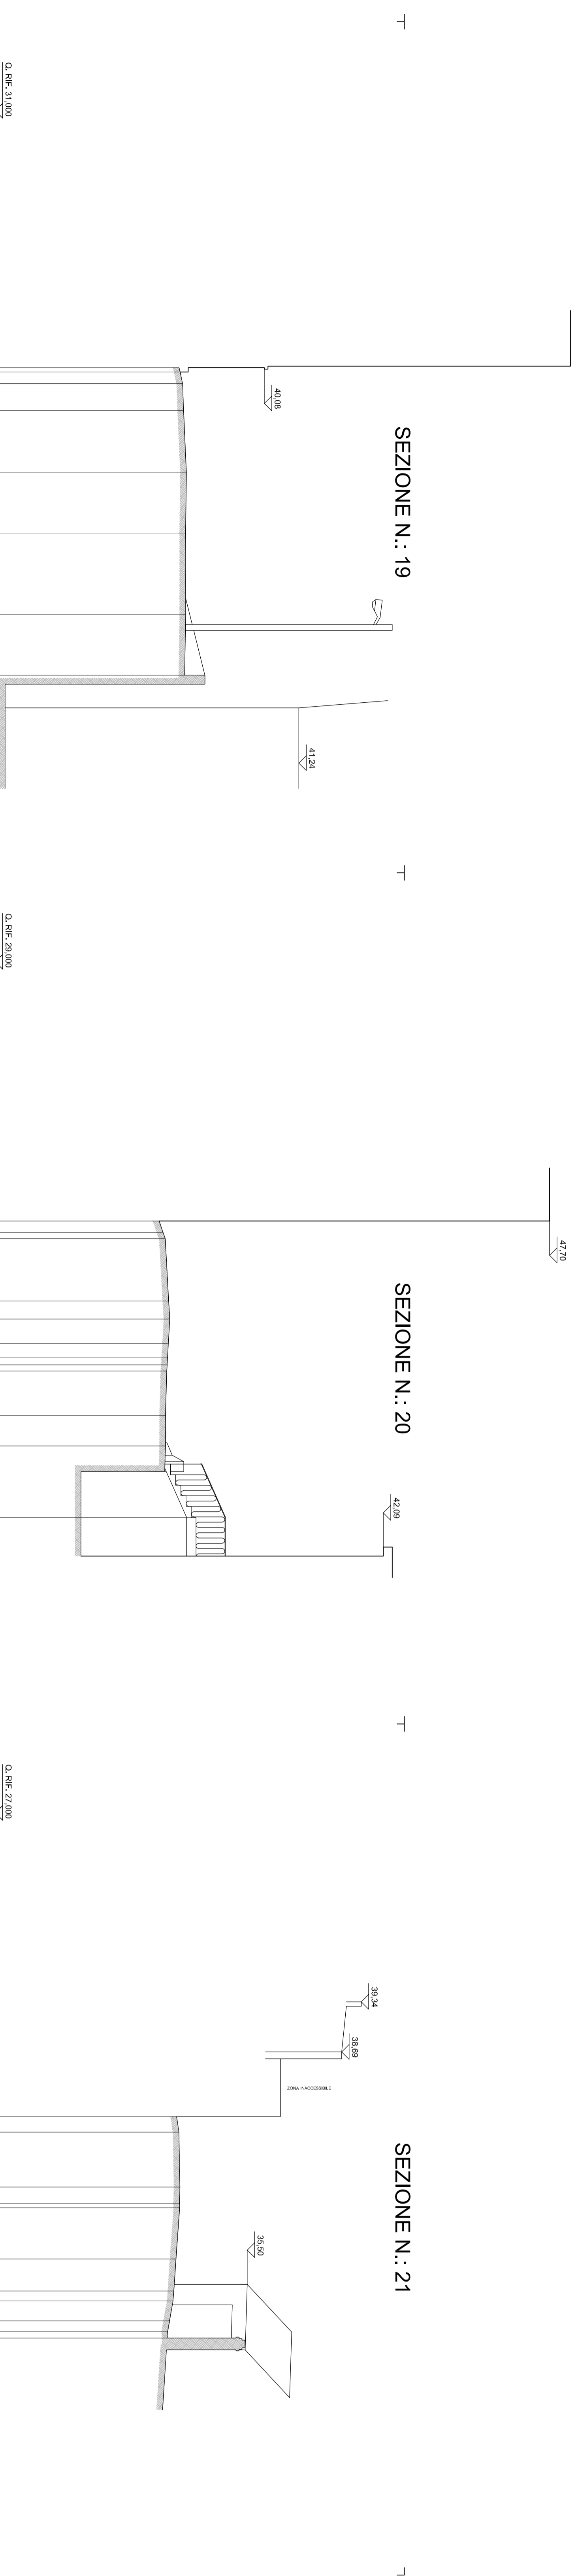 SEZIONE N.: 19
Q. RIF. 31,000
40,08
41,24
SEZIONE N.: 20
Q. RIF. 29,000
47,70
42,09
SEZIONE N.: 21
Q. RIF. 27,000
39,34
38,69
ZONA INACCESSIBILE
35,50